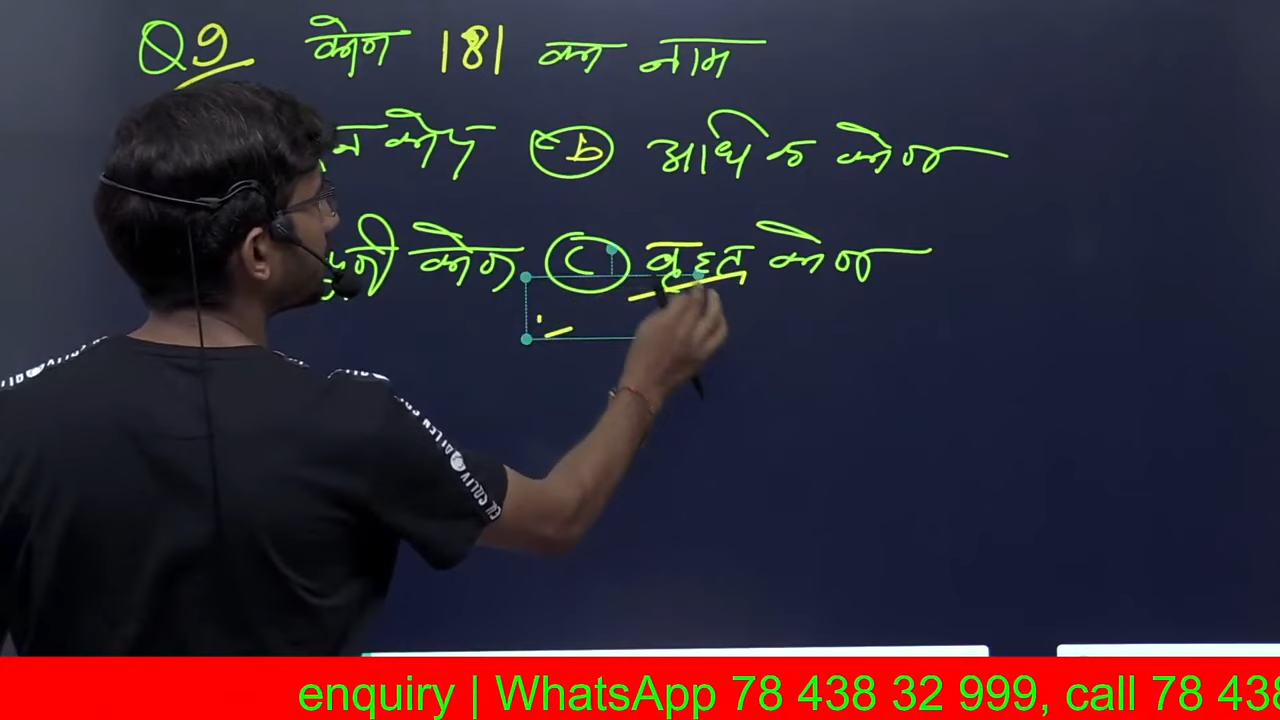 Q9 कोण 181 का नाम
न कोण b अधिक कोण
कोण C वृहत कोण
enquiry | WhatsApp 78 438 32 999, call 78 438